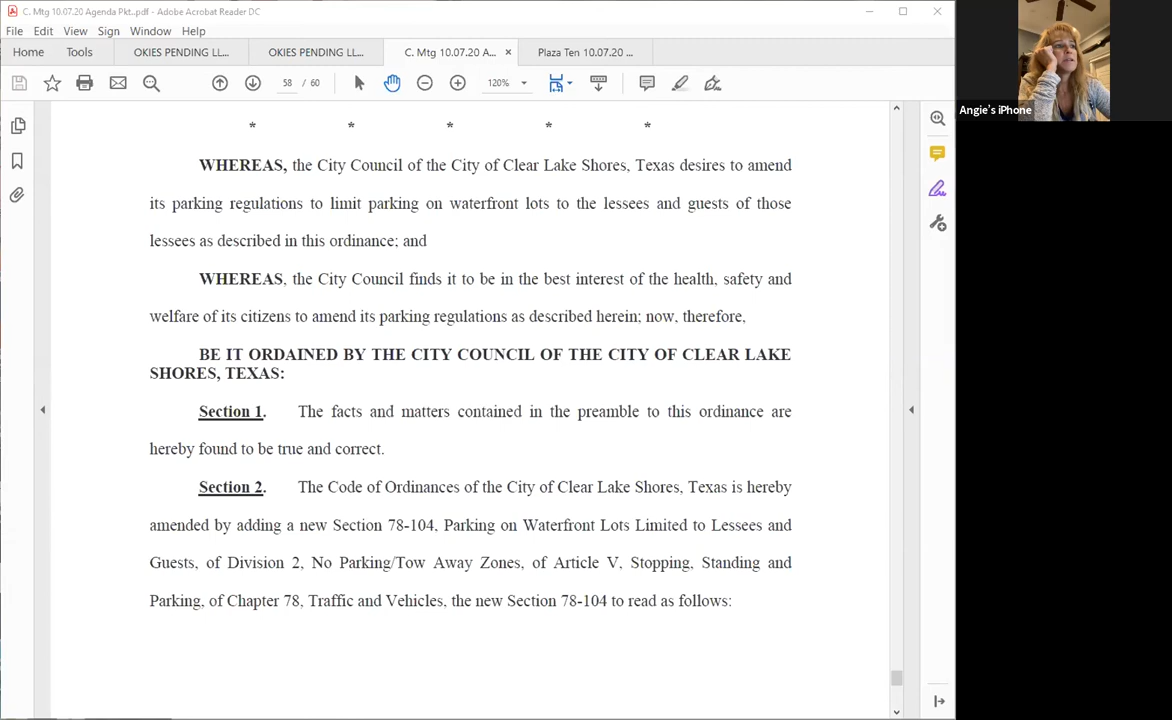 C. Mtg 10.07.20 Agenda Pkt..pdf - Adobe Acrobat Reader DC
File Edit View Sign Window Help
Home Tools OKIES PENDING LL... OKIES PENDING LL... C. Mtg 10.07.20 A... × Plaza Ten 10.07.20 ...
58 / 60 120%
Angie's iPhone
* * * * *
WHEREAS, the City Council of the City of Clear Lake Shores, Texas desires to amend
its parking regulations to limit parking on waterfront lots to the lessees and guests of those
lessees as described in this ordinance; and
WHEREAS, the City Council finds it to be in the best interest of the health, safety and
welfare of its citizens to amend its parking regulations as described herein; now, therefore,
BE IT ORDAINED BY THE CITY COUNCIL OF THE CITY OF CLEAR LAKE
SHORES, TEXAS:
Section 1. The facts and matters contained in the preamble to this ordinance are
hereby found to be true and correct.
Section 2. The Code of Ordinances of the City of Clear Lake Shores, Texas is hereby
amended by adding a new Section 78-104, Parking on Waterfront Lots Limited to Lessees and
Guests, of Division 2, No Parking/Tow Away Zones, of Article V, Stopping, Standing and
Parking, of Chapter 78, Traffic and Vehicles, the new Section 78-104 to read as follows: